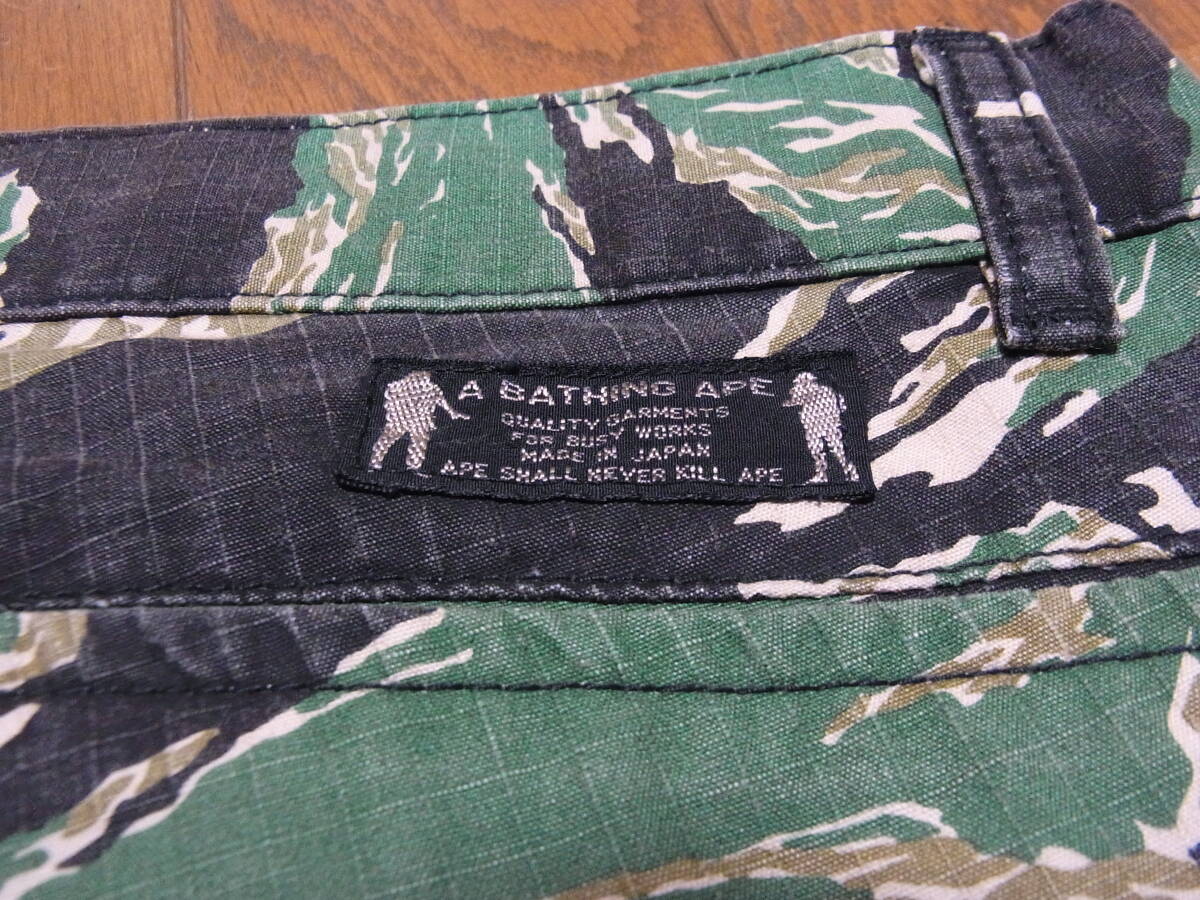 A BATHING APE
QUALITY GARMENTS
FOR BUSY WORKS
MADE IN JAPAN
APE SHALL NEVER KILL APE